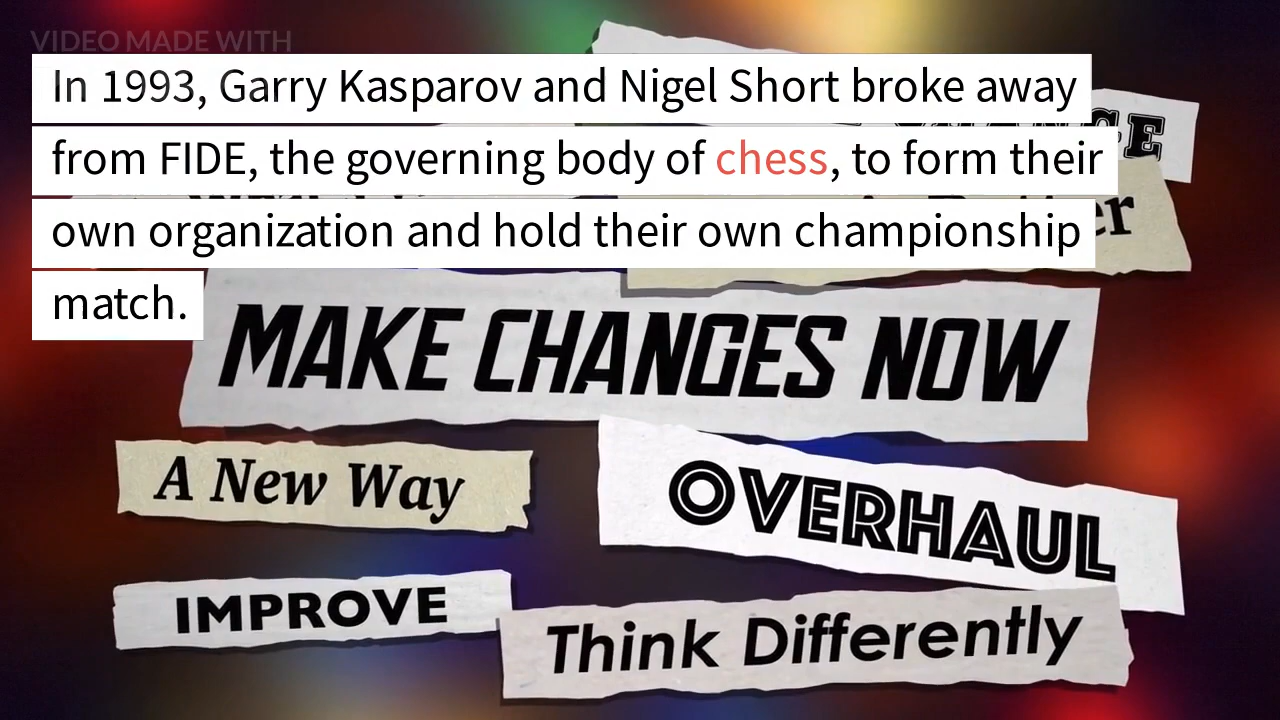 VIDEO MADE WITH
In 1993, Garry Kasparov and Nigel Short broke away
from FIDE, the governing body of chess, to form their
own organization and hold their own championship
match.
MAKE CHANGES NOW
A New Way
OVERHAUL
IMPROVE
Think Differently